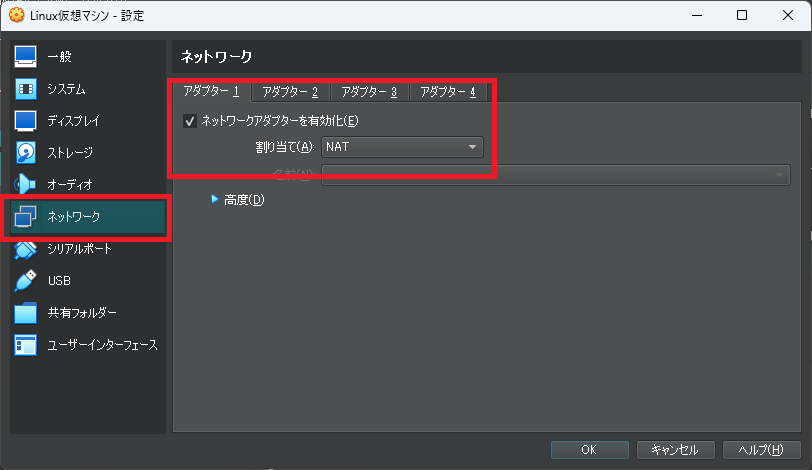 Linux仮想マシン - 設定
一般
システム
ディスプレイ
ストレージ
オーディオ
ネットワーク
シリアルポート
USB
共有フォルダー
ユーザーインターフェース
ネットワーク
アダプター 1 アダプター 2 アダプター 3 アダプター 4
ネットワークアダプターを有効化(E)
割り当て(A): NAT
名前(N):
高度(D)
OK キャンセル ヘルプ(H)